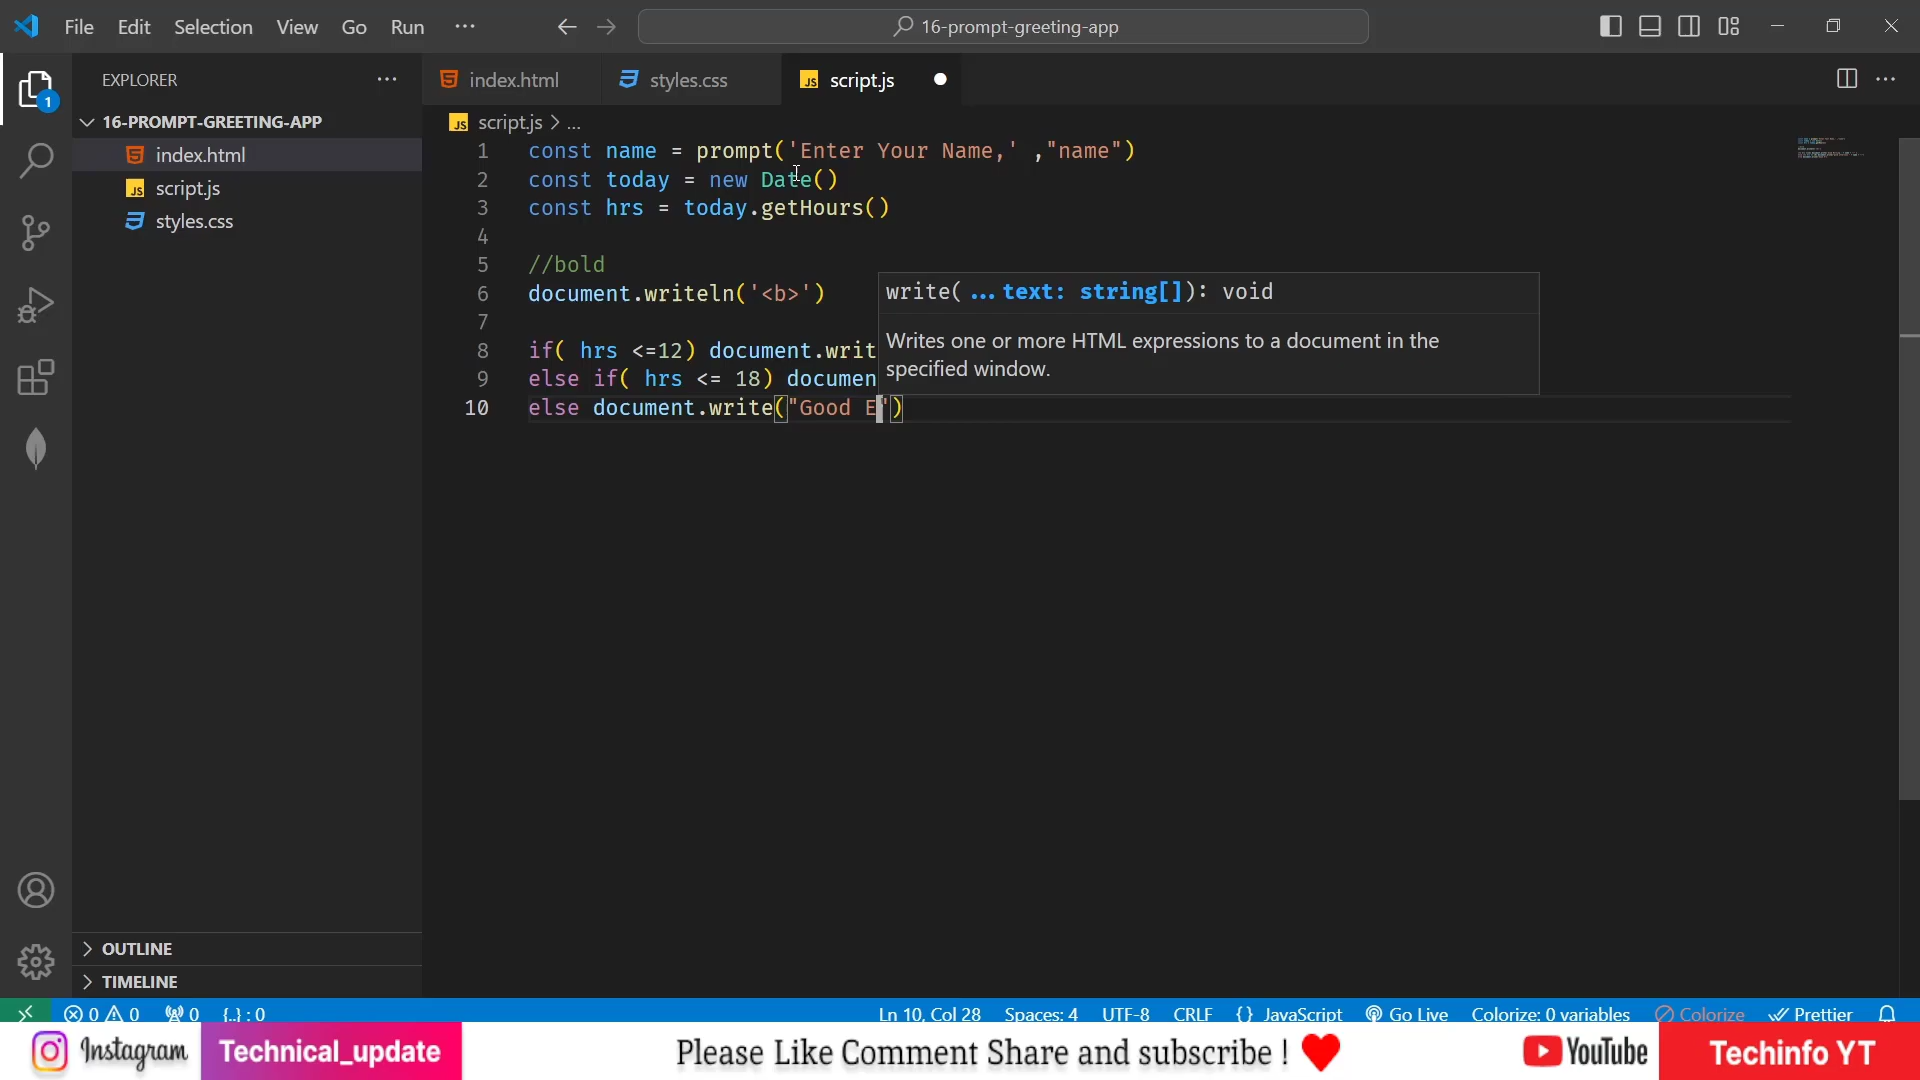 File Edit Selection View Go Run ···
16-prompt-greeting-app
EXPLORER ···
1
16-PROMPT-GREETING-APP
index.html
JS script.js
styles.css
OUTLINE
TIMELINE
index.html styles.css JS script.js
JS script.js > ...
1 const name = prompt('Enter Your Name,' ,"name")
2 const today = new Date()
3 const hrs = today.getHours()
4
5 //bold
6 document.writeln('<b>')
7
8 if( hrs <=12) document.writ
9 else if( hrs <= 18) documen
10 else document.write("Good E")
write(...text: string[]): void
Writes one or more HTML expressions to a document in the
specified window.
0 0 0 {..} : 0 Ln 10, Col 28 Spaces: 4 UTF-8 CRLF {} JavaScript Go Live Colorize: 0 variables Colorize Prettier
Instagram Technical_update Please Like Comment Share and subscribe ! YouTube Techinfo YT